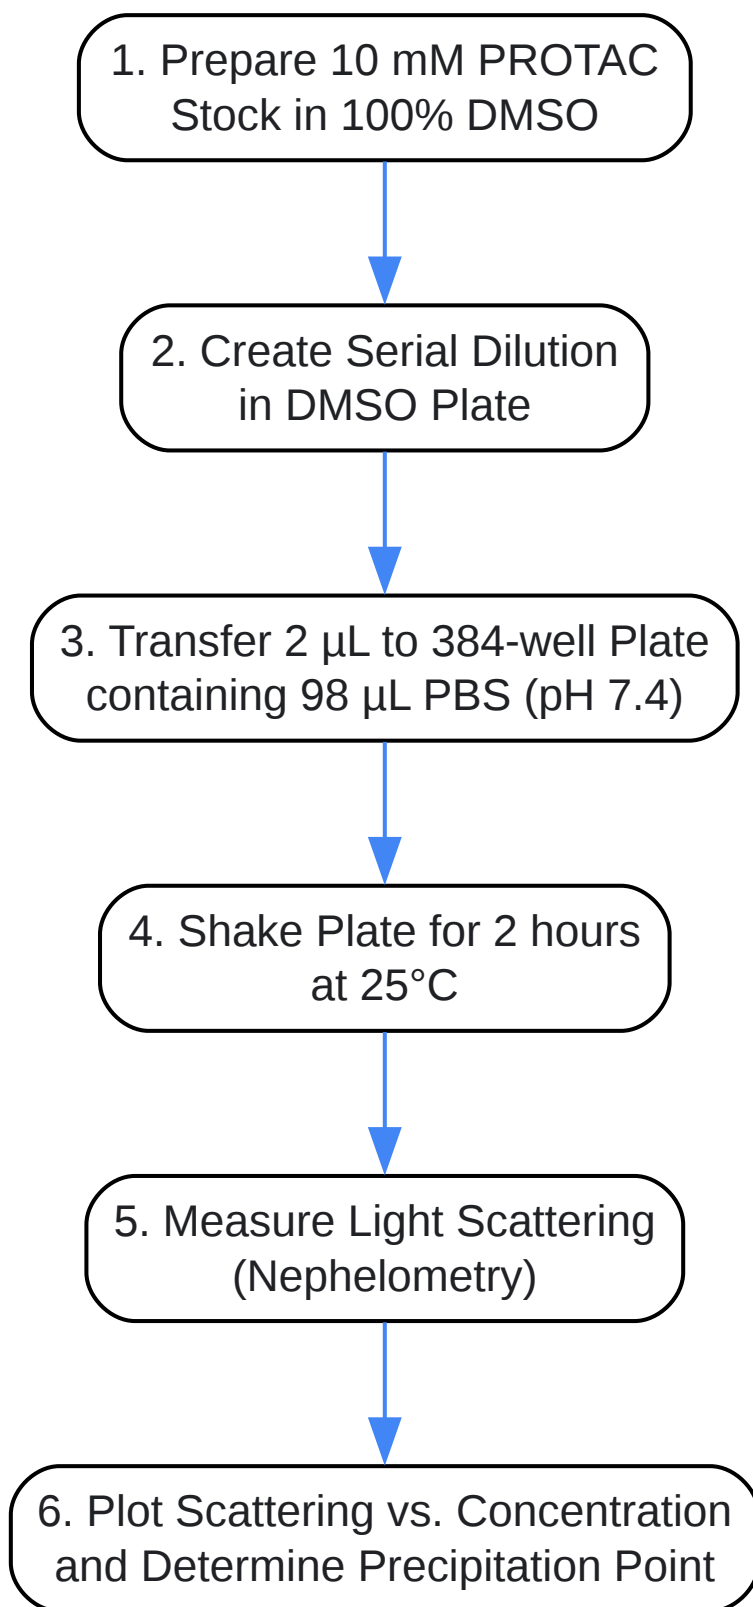 1. Prepare 10 mM PROTAC
Stock in 100% DMSO
2. Create Serial Dilution
in DMSO Plate
3. Transfer 2 µL to 384-well Plate
containing 98 µL PBS (pH 7.4)
4. Shake Plate for 2 hours
at 25°C
5. Measure Light Scattering
(Nephelometry)
6. Plot Scattering vs. Concentration
and Determine Precipitation Point